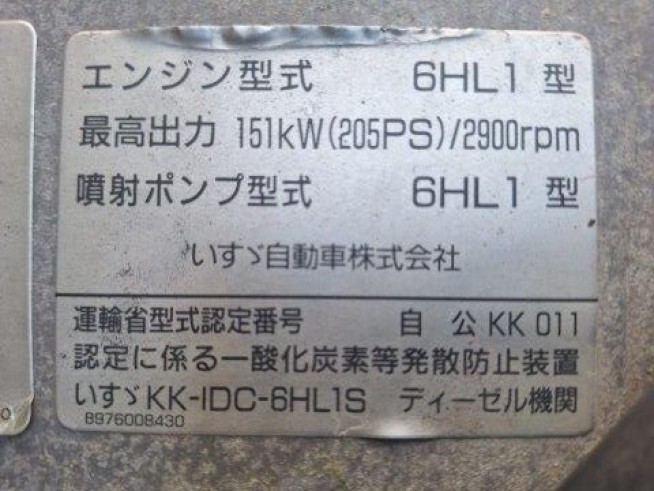 エンジン型式 6HL1 型
最高出力 151kW(205PS)/2900rpm
噴射ポンプ型式 6HL1 型
いすゞ自動車株式会社
運輸省型式認定番号 自 公 KK 011
認定に係る一酸化炭素等発散防止装置
いすゞ KK-IDC-6HL1S ディーゼル機関
8976008430
0